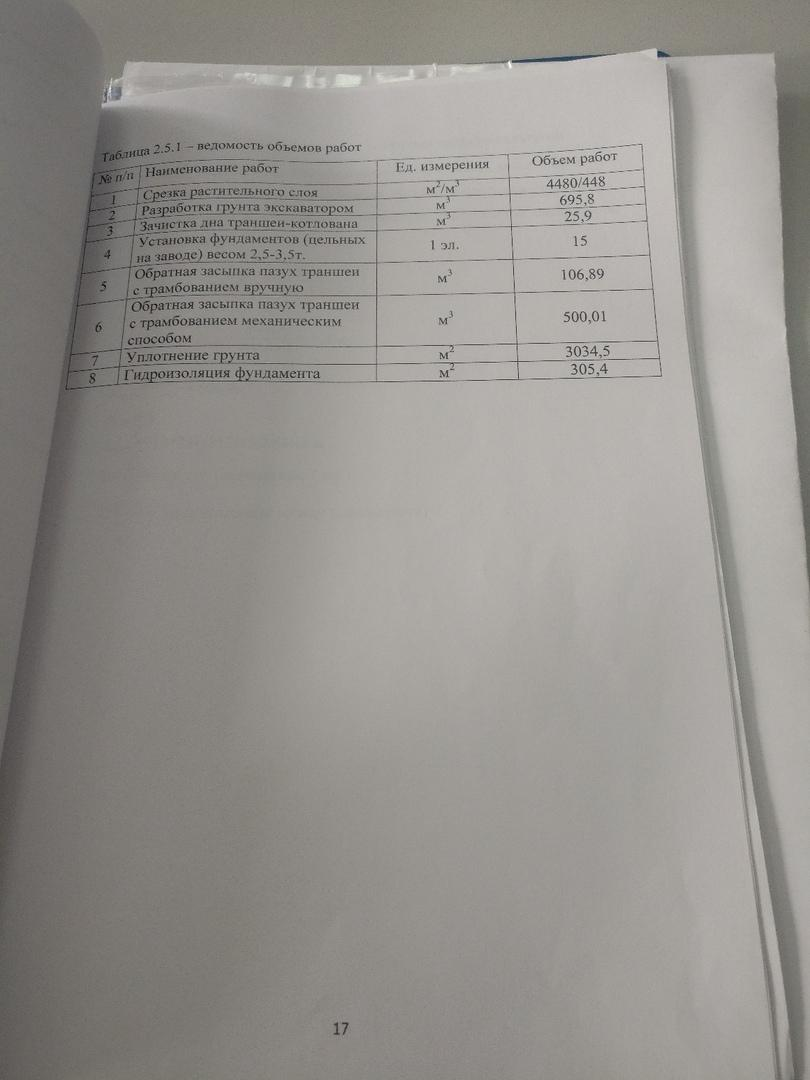 Таблица 2.5.1 – ведомость объемов работ
№ п/п Наименование работ Ед. измерения Объем работ
1 Срезка растительного слоя м²/м³ 4480/448
2 Разработка грунта экскаватором м³ 695,8
3 Зачистка дна траншеи-котлована м³ 25,9
4 Установка фундаментов (цельных 1 эл. 15
на заводе) весом 2,5-3,5т.
5 Обратная засыпка пазух траншеи м³ 106,89
с трамбованием вручную
6 Обратная засыпка пазух траншеи м³ 500,01
с трамбованием механическим
способом
7 Уплотнение грунта м² 3034,5
8 Гидроизоляция фундамента м² 305,4
17